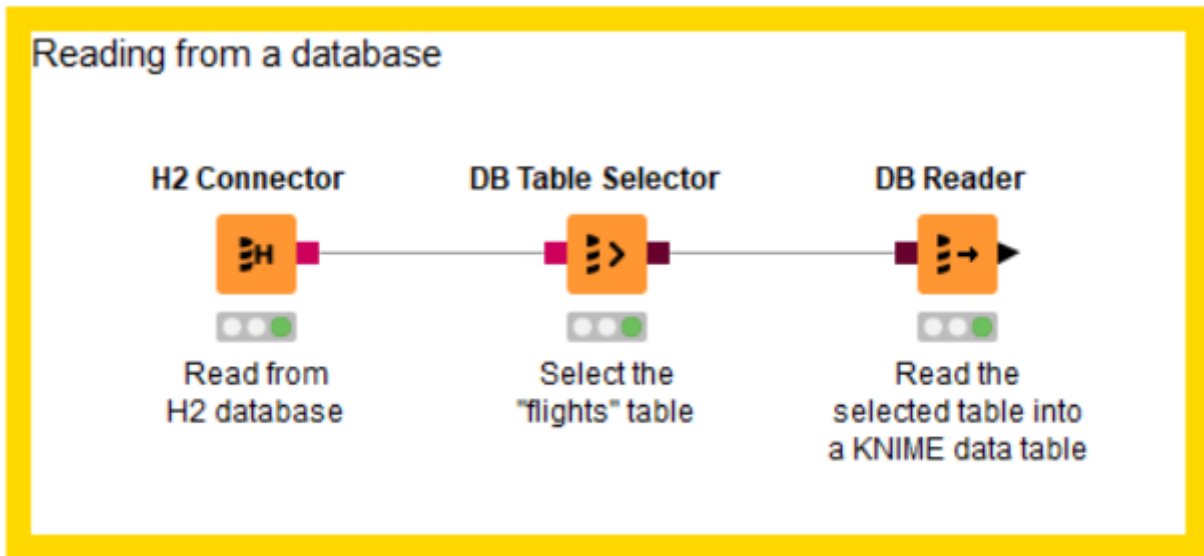 Reading from a database
H2 Connector
DB Table Selector
DB Reader
H
Read from
H2 database
Select the
"flights" table
Read the
selected table into
a KNIME data table